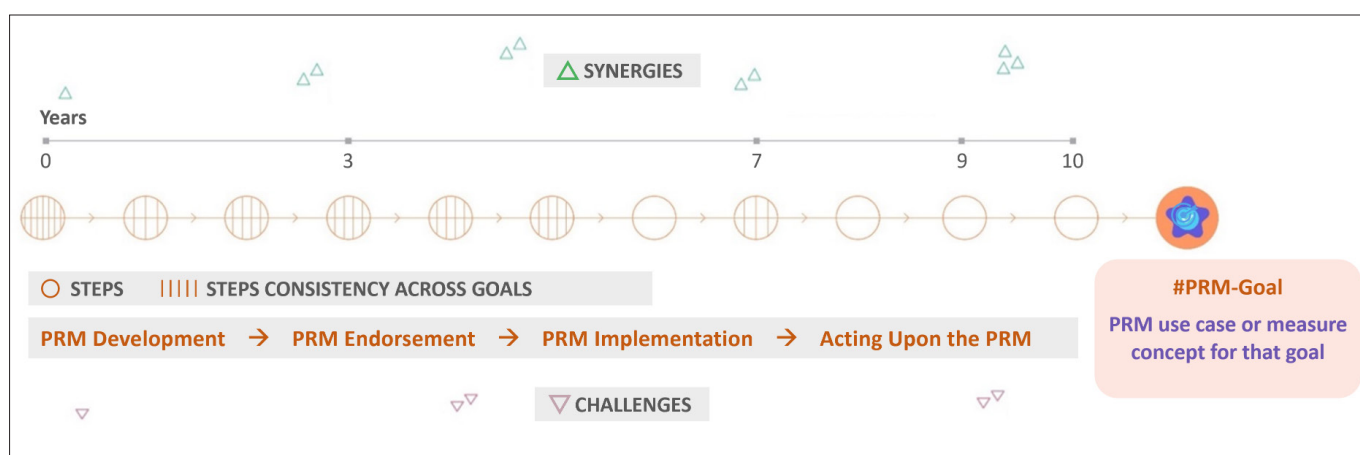 SYNERGIES
Years
0 3 7 9 10
STEPS STEPS CONSISTENCY ACROSS GOALS
PRM Development → PRM Endorsement → PRM Implementation → Acting Upon the PRM
#PRM-Goal
PRM use case or measure
concept for that goal
CHALLENGES